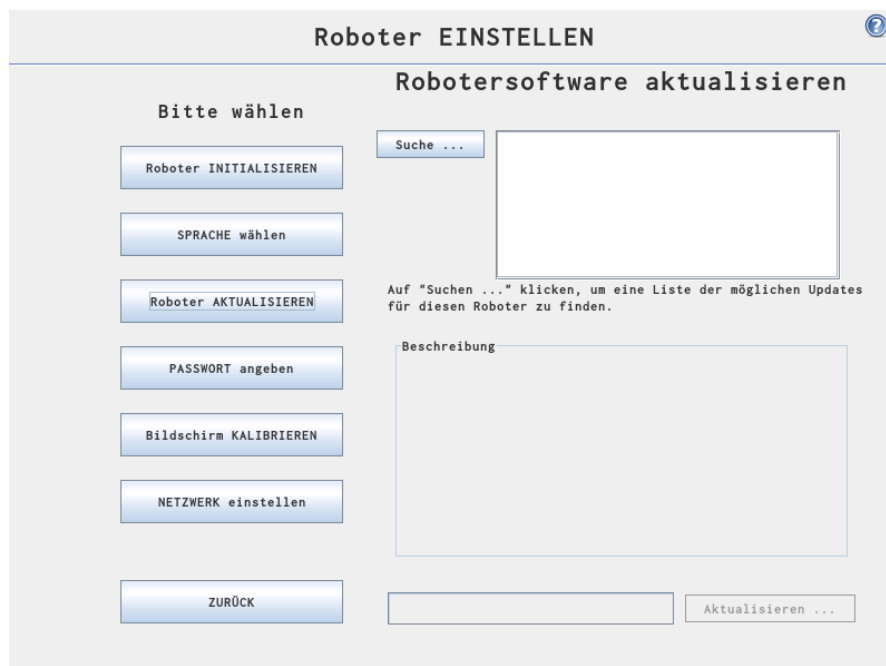 Roboter EINSTELLEN
?
Bitte wählen
Roboter INITIALISIEREN
SPRACHE wählen
Roboter AKTUALISIEREN
PASSWORT angeben
Bildschirm KALIBRIEREN
NETZWERK einstellen
ZURÜCK
Robotersoftware aktualisieren
Suche ...
Auf "Suchen ..." klicken, um eine Liste der möglichen Updates
für diesen Roboter zu finden.
Beschreibung
Aktualisieren ...